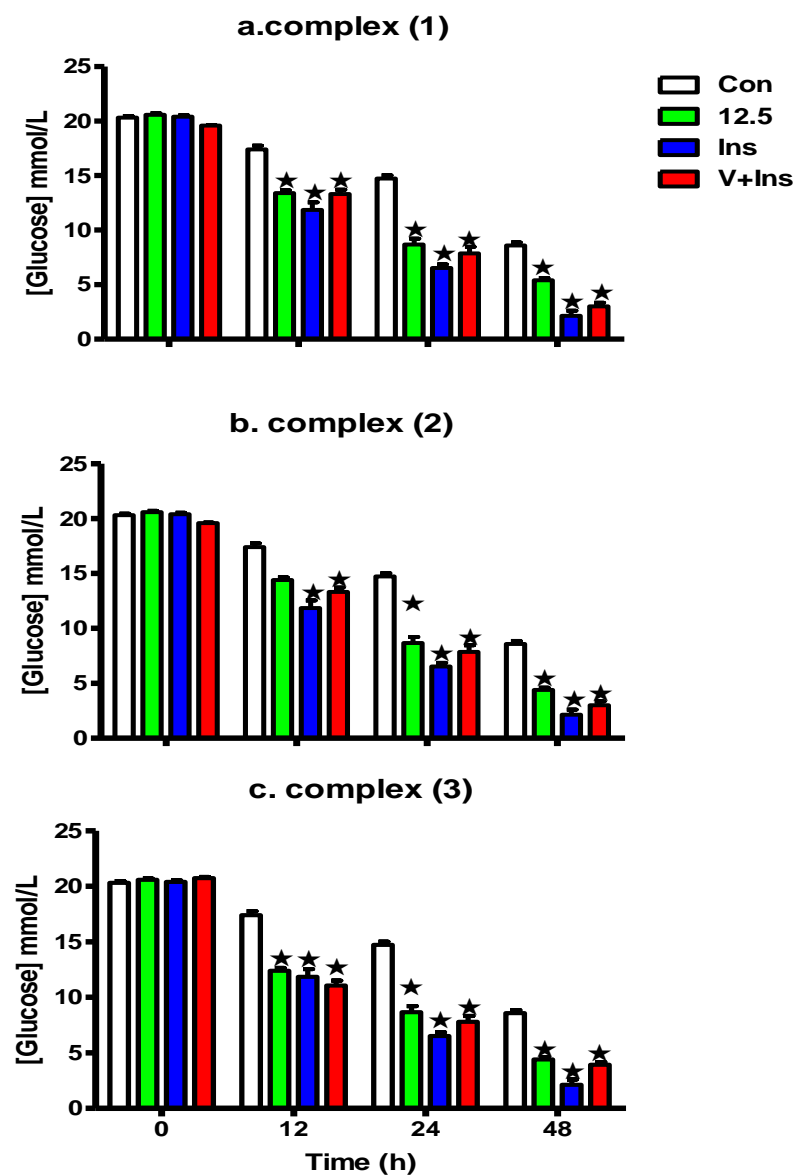 a.complex (1)
25
20
15
10
5
0
[Glucose] mmol/L
Con
12.5
Ins
V+Ins
b. complex (2)
25
20
15
10
5
0
[Glucose] mmol/L
c. complex (3)
25
20
15
10
5
0
[Glucose] mmol/L
0 12 24 48
Time (h)